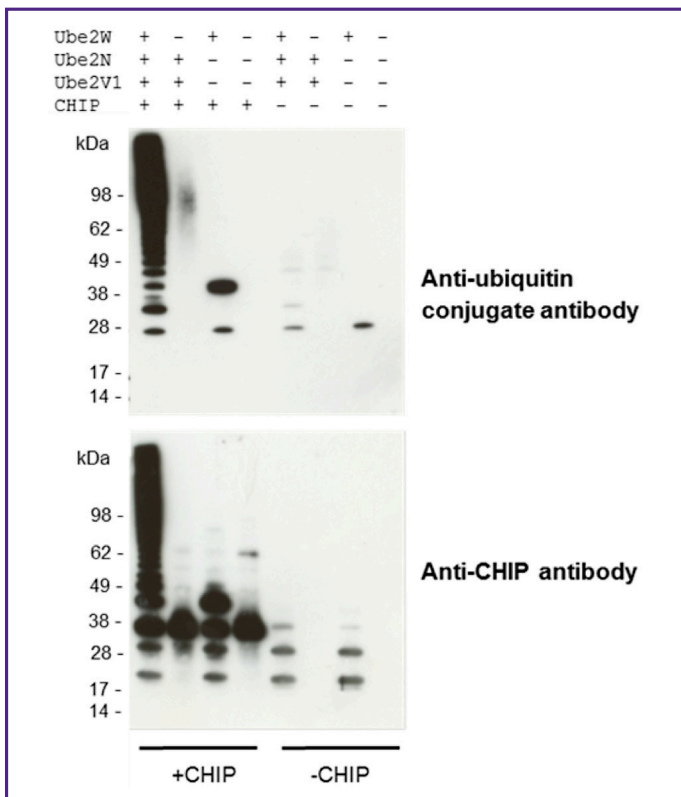 Ube2W + - + - + - + -
Ube2N + + - - + + - -
Ube2V1 + + - - + + - -
CHIP + + + + - - - -
kDa
98 -
62 -
49 -
38 -
28 -
17 -
14 -
Anti-ubiquitin
conjugate antibody
kDa
98 -
62 -
49 -
38 -
28 -
17 -
14 -
Anti-CHIP antibody
+CHIP -CHIP